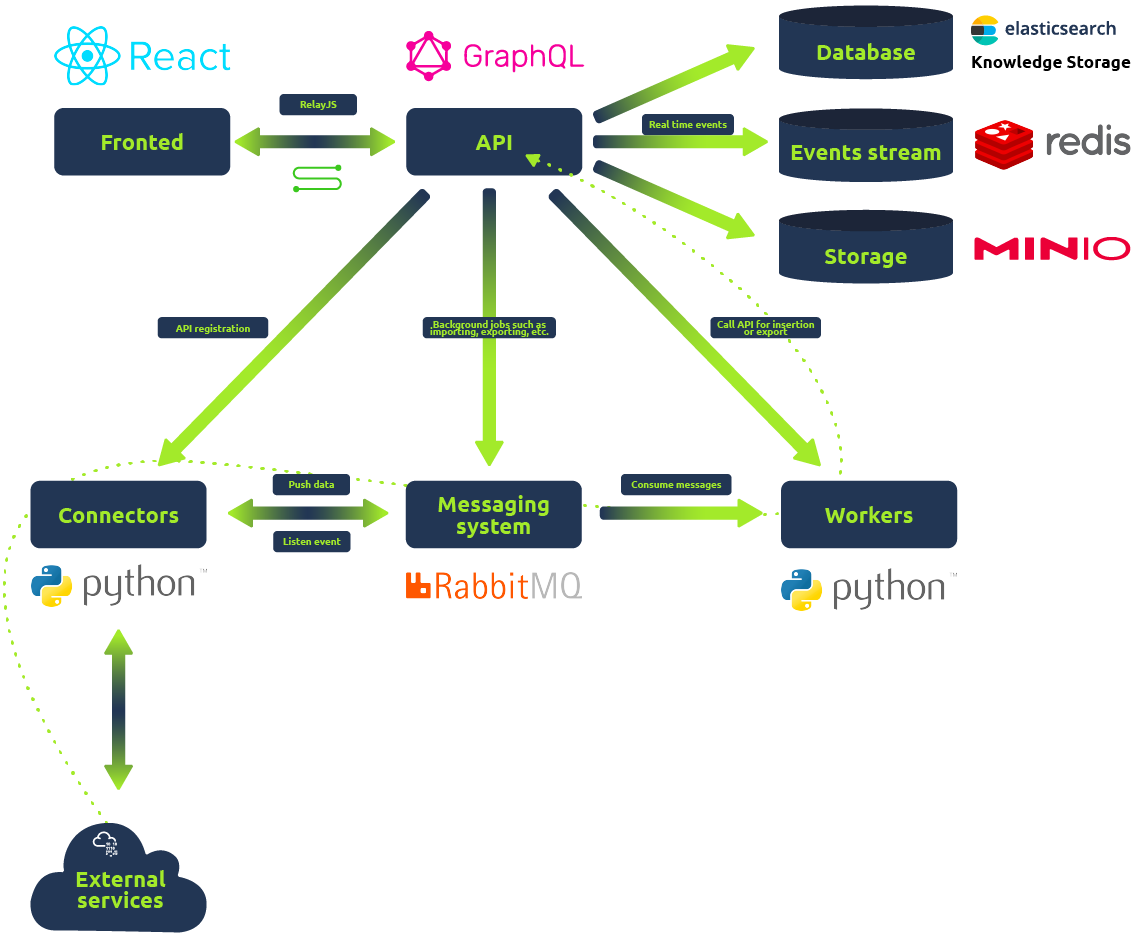 React
GraphQL
elasticsearch
Knowledge Storage
Database
RelayJS
Fronted
API
Real time events
Events stream
redis
Storage
MINIO
API registration
Background jobs such as
importing, exporting, etc.
Call API for insertion
or export
Connectors
Push data
Listen event
Messaging
system
Consume messages
Workers
python™
RabbitMQ
python™
External
services